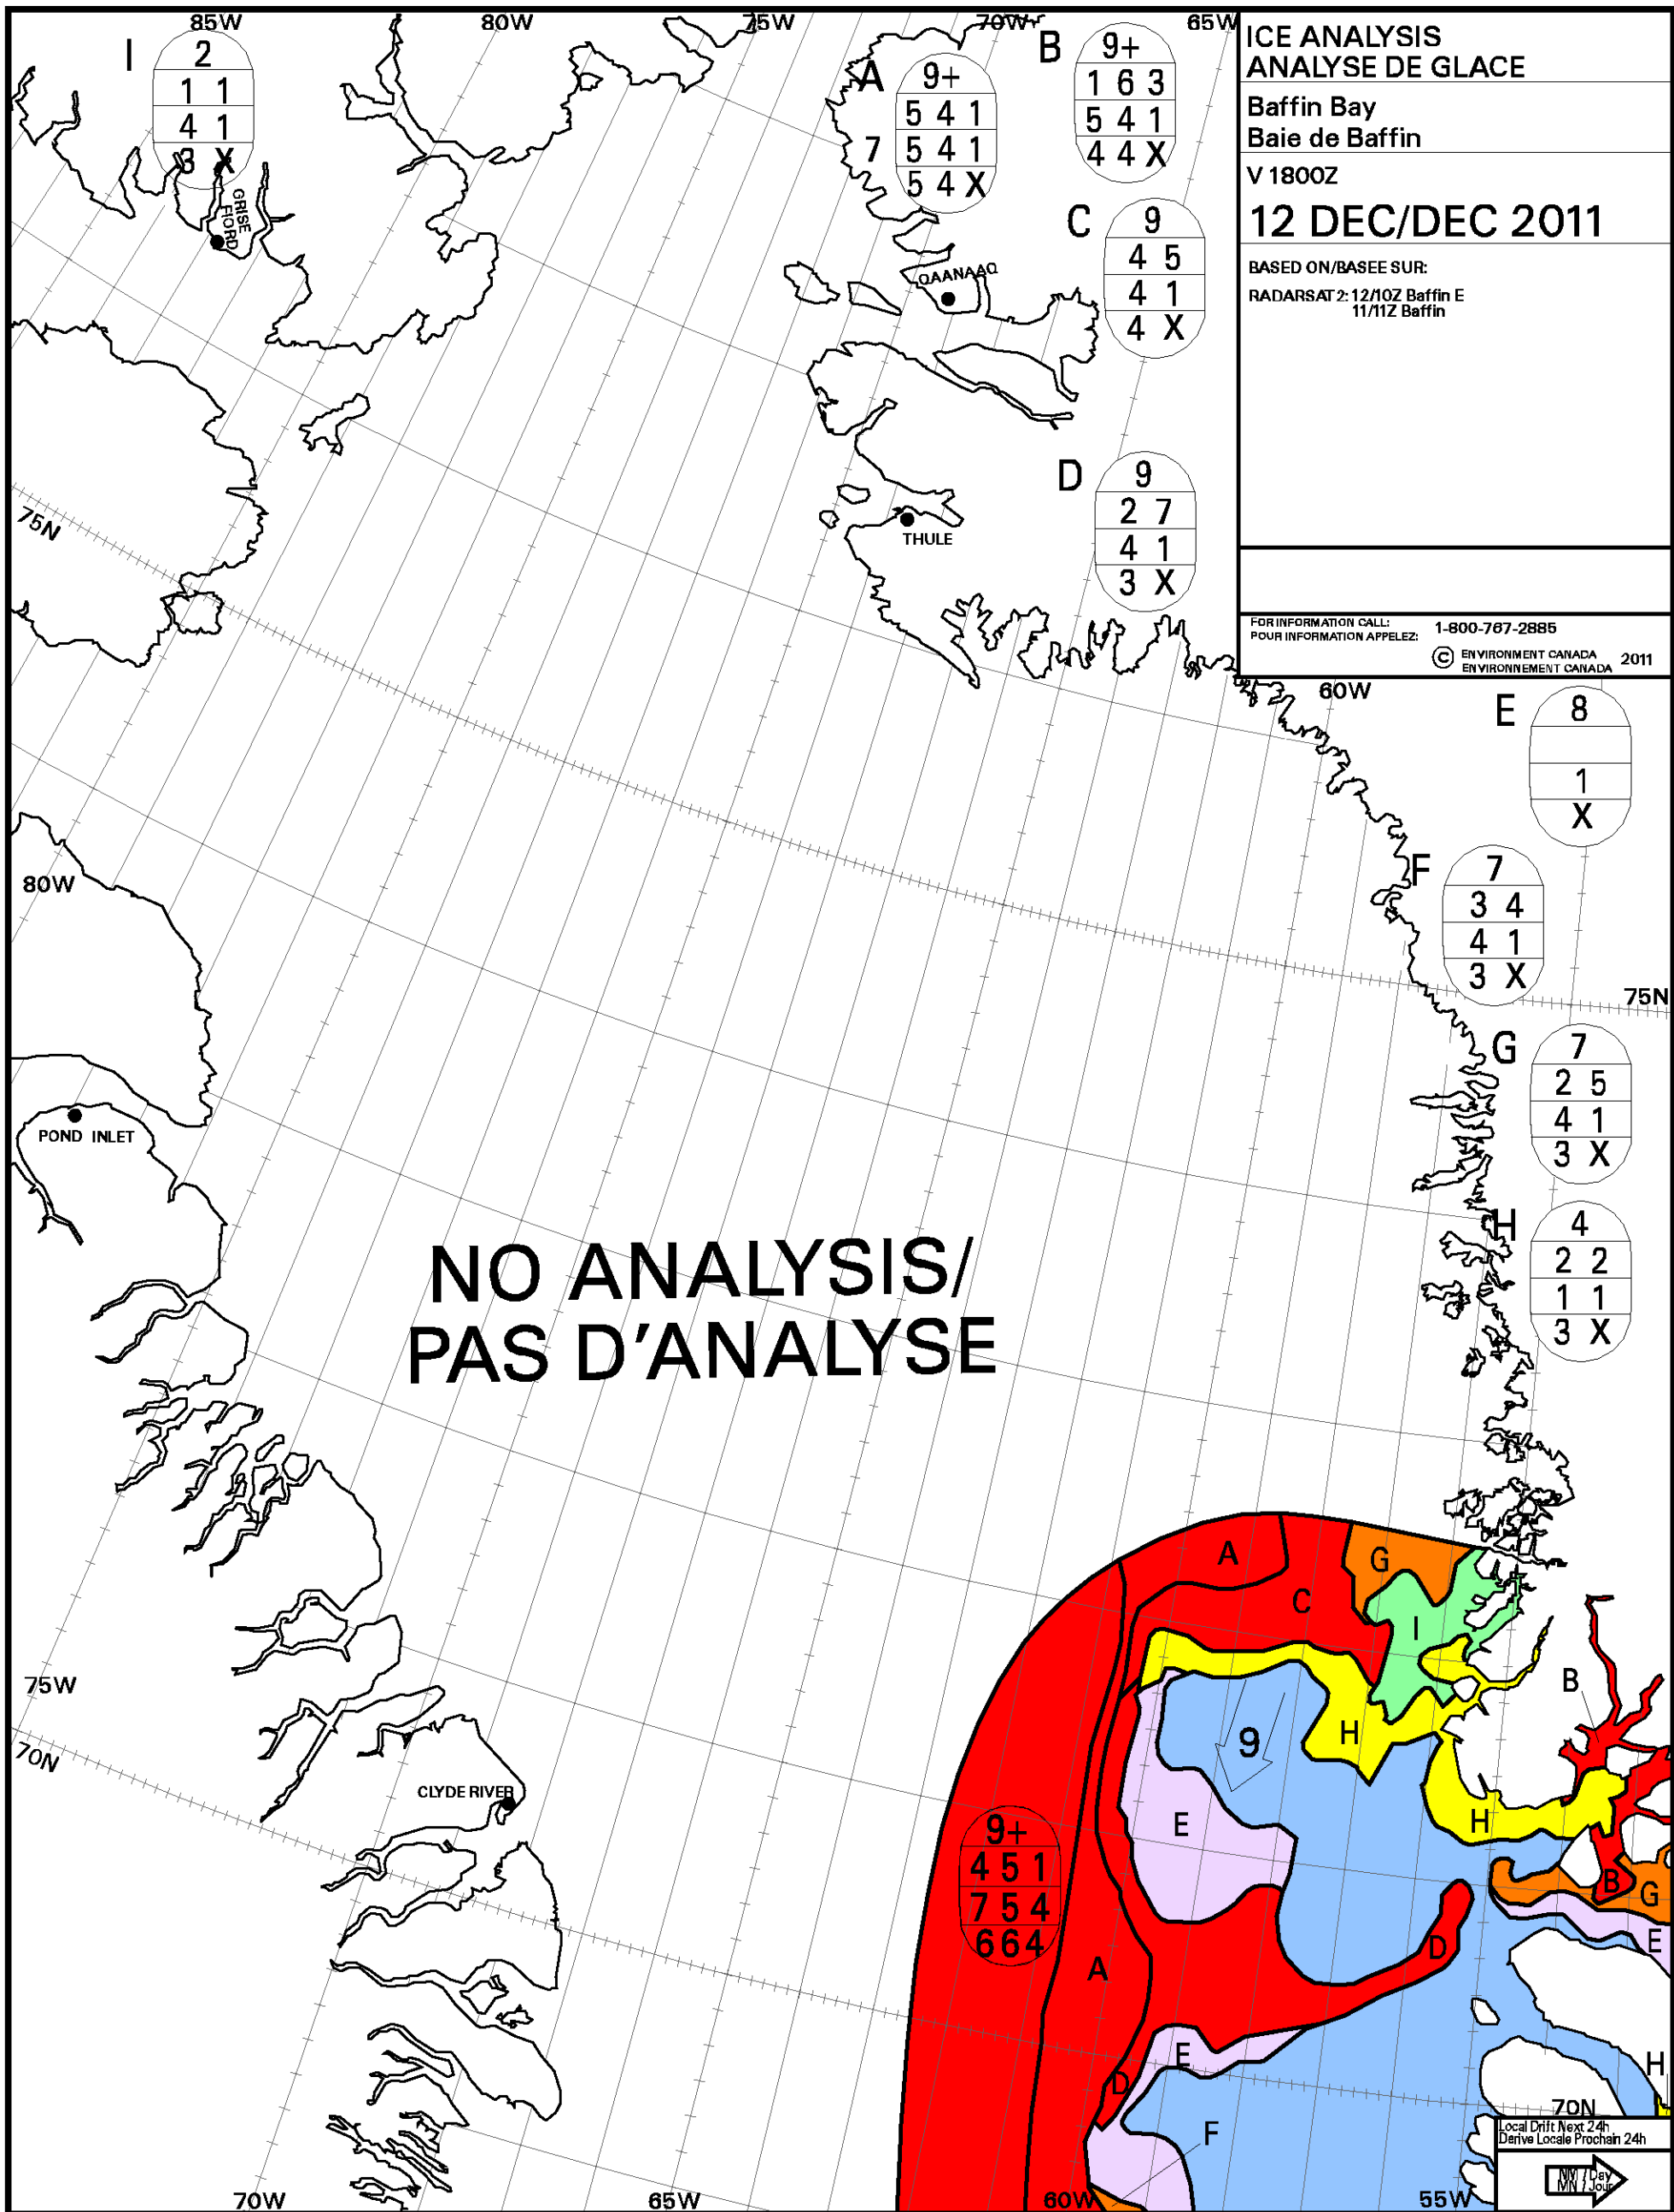 85W
80W
75W
70W
65W
I
2
1 1
4 1
3 X
A
9+
5 4 1
7 5 4 1
5 4 X
B
9+
1 6 3
5 4 1
4 4 X
C
9
4 5
4 1
4 X
D
9
2 7
4 1
3 X
ICE ANALYSIS
ANALYSE DE GLACE
Baffin Bay
Baie de Baffin
V 1800Z
12 DEC/DEC 2011
BASED ON/BASEE SUR:
RADARSAT 2: 12/10Z Baffin E
11/11Z Baffin
FOR INFORMATION CALL:
POUR INFORMATION APPELEZ:
1-800-767-2885
© ENVIRONMENT CANADA
ENVIRONNEMENT CANADA
2011
GRISE
FIORD
QAANAAQ
THULE
75N
60W
E
8
1
X
F
7
3 4
4 1
3 X
75N
G
7
2 5
4 1
3 X
H
4
2 2
1 1
3 X
80W
POND INLET
NO ANALYSIS/
PAS D'ANALYSE
75W
70N
CLYDE RIVER
A
G
C
I
B
H
9
E
H
9+
4 5 1
7 5 4
6 6 4
B
G
E
D
A
E
D
H
F
70N
Local Drift Next 24h
Derive Locale Prochain 24h
NM / Day
MN / Jour
70W
65W
60W
55W